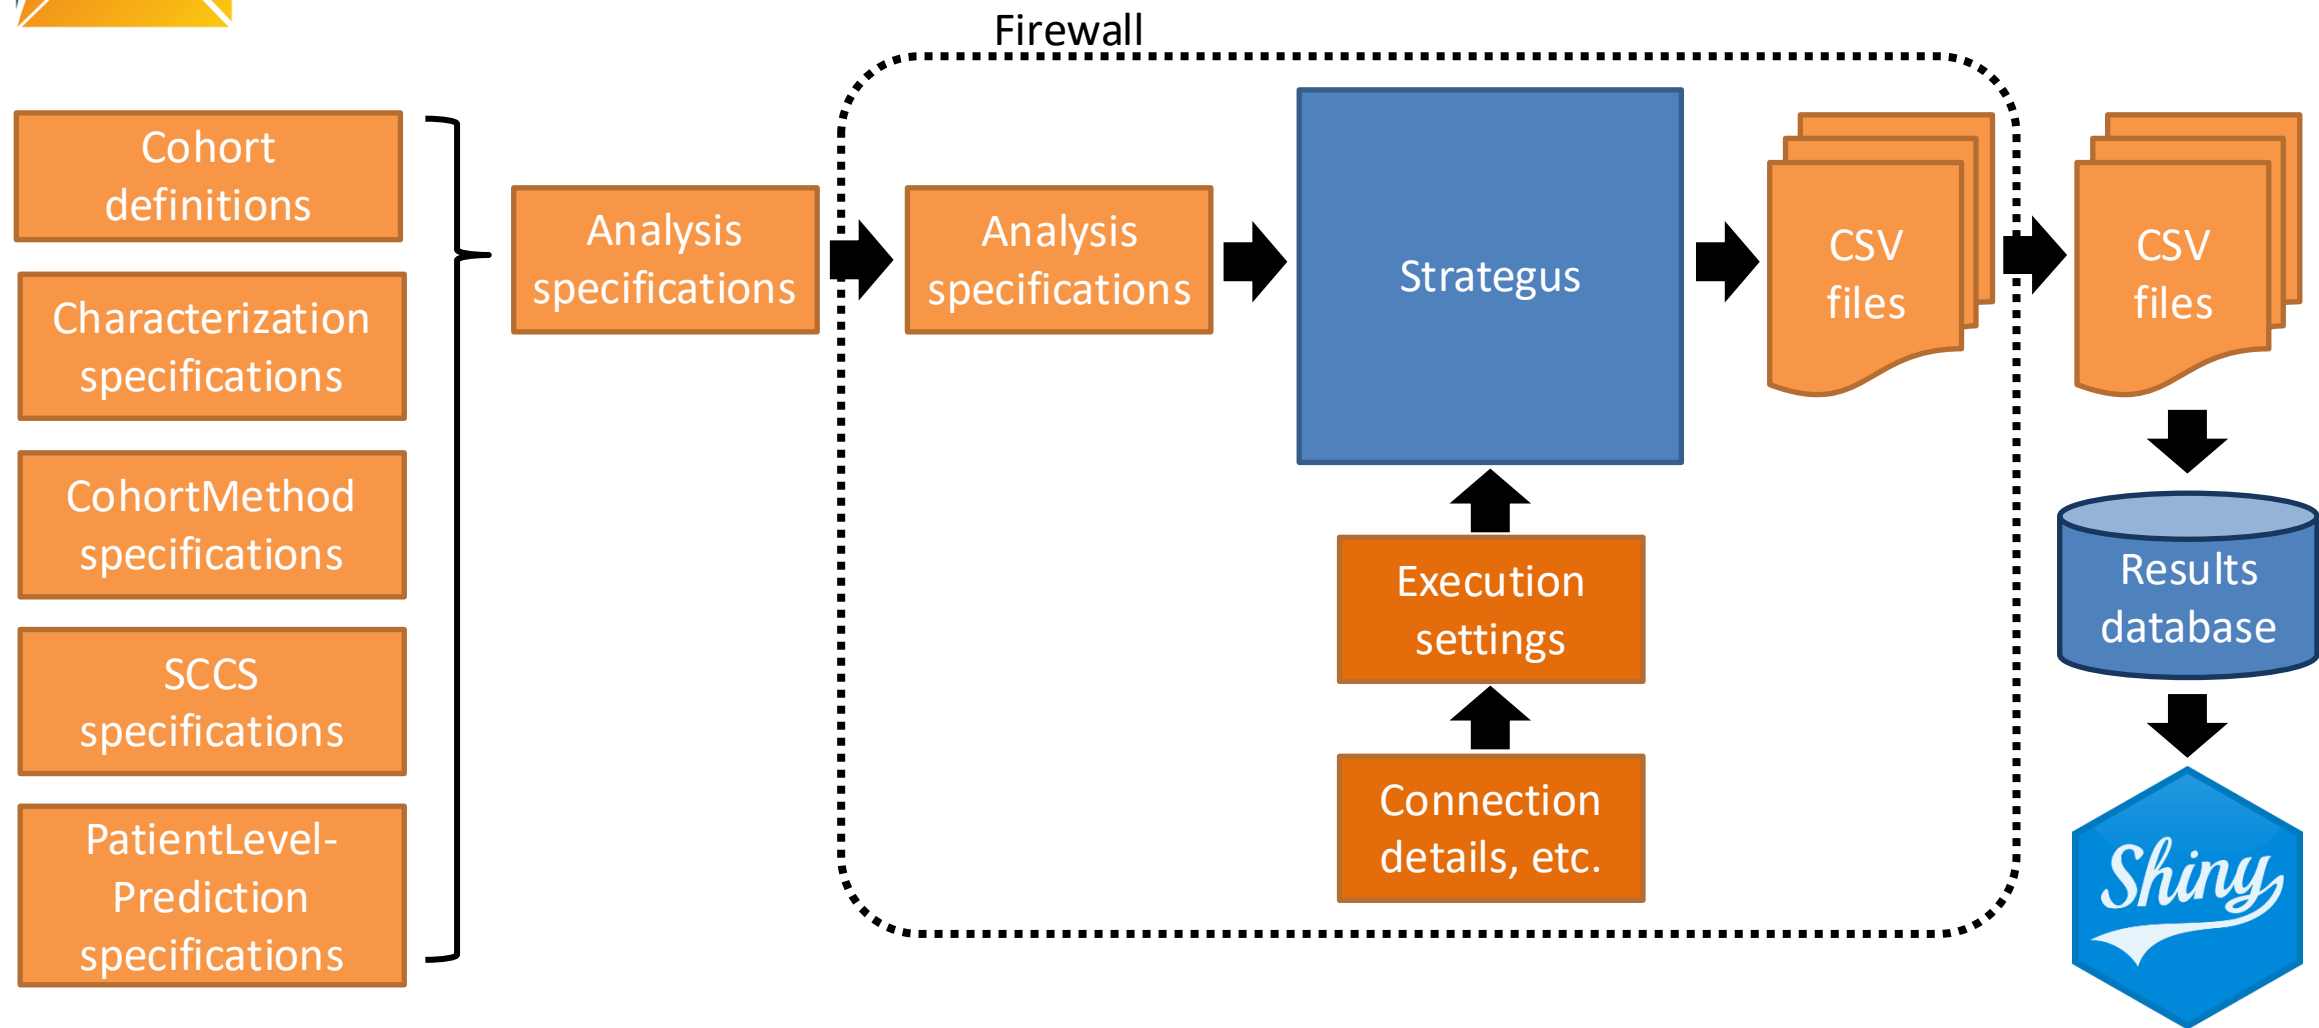 Firewall
Cohort
definitions
Characterization
specifications
CohortMethod
specifications
SCCS
specifications
PatientLevel-
Prediction
specifications
Analysis
specifications
Analysis
specifications
Strategus
Execution
settings
Connection
details, etc.
CSV
files
CSV
files
Results
database
Shiny